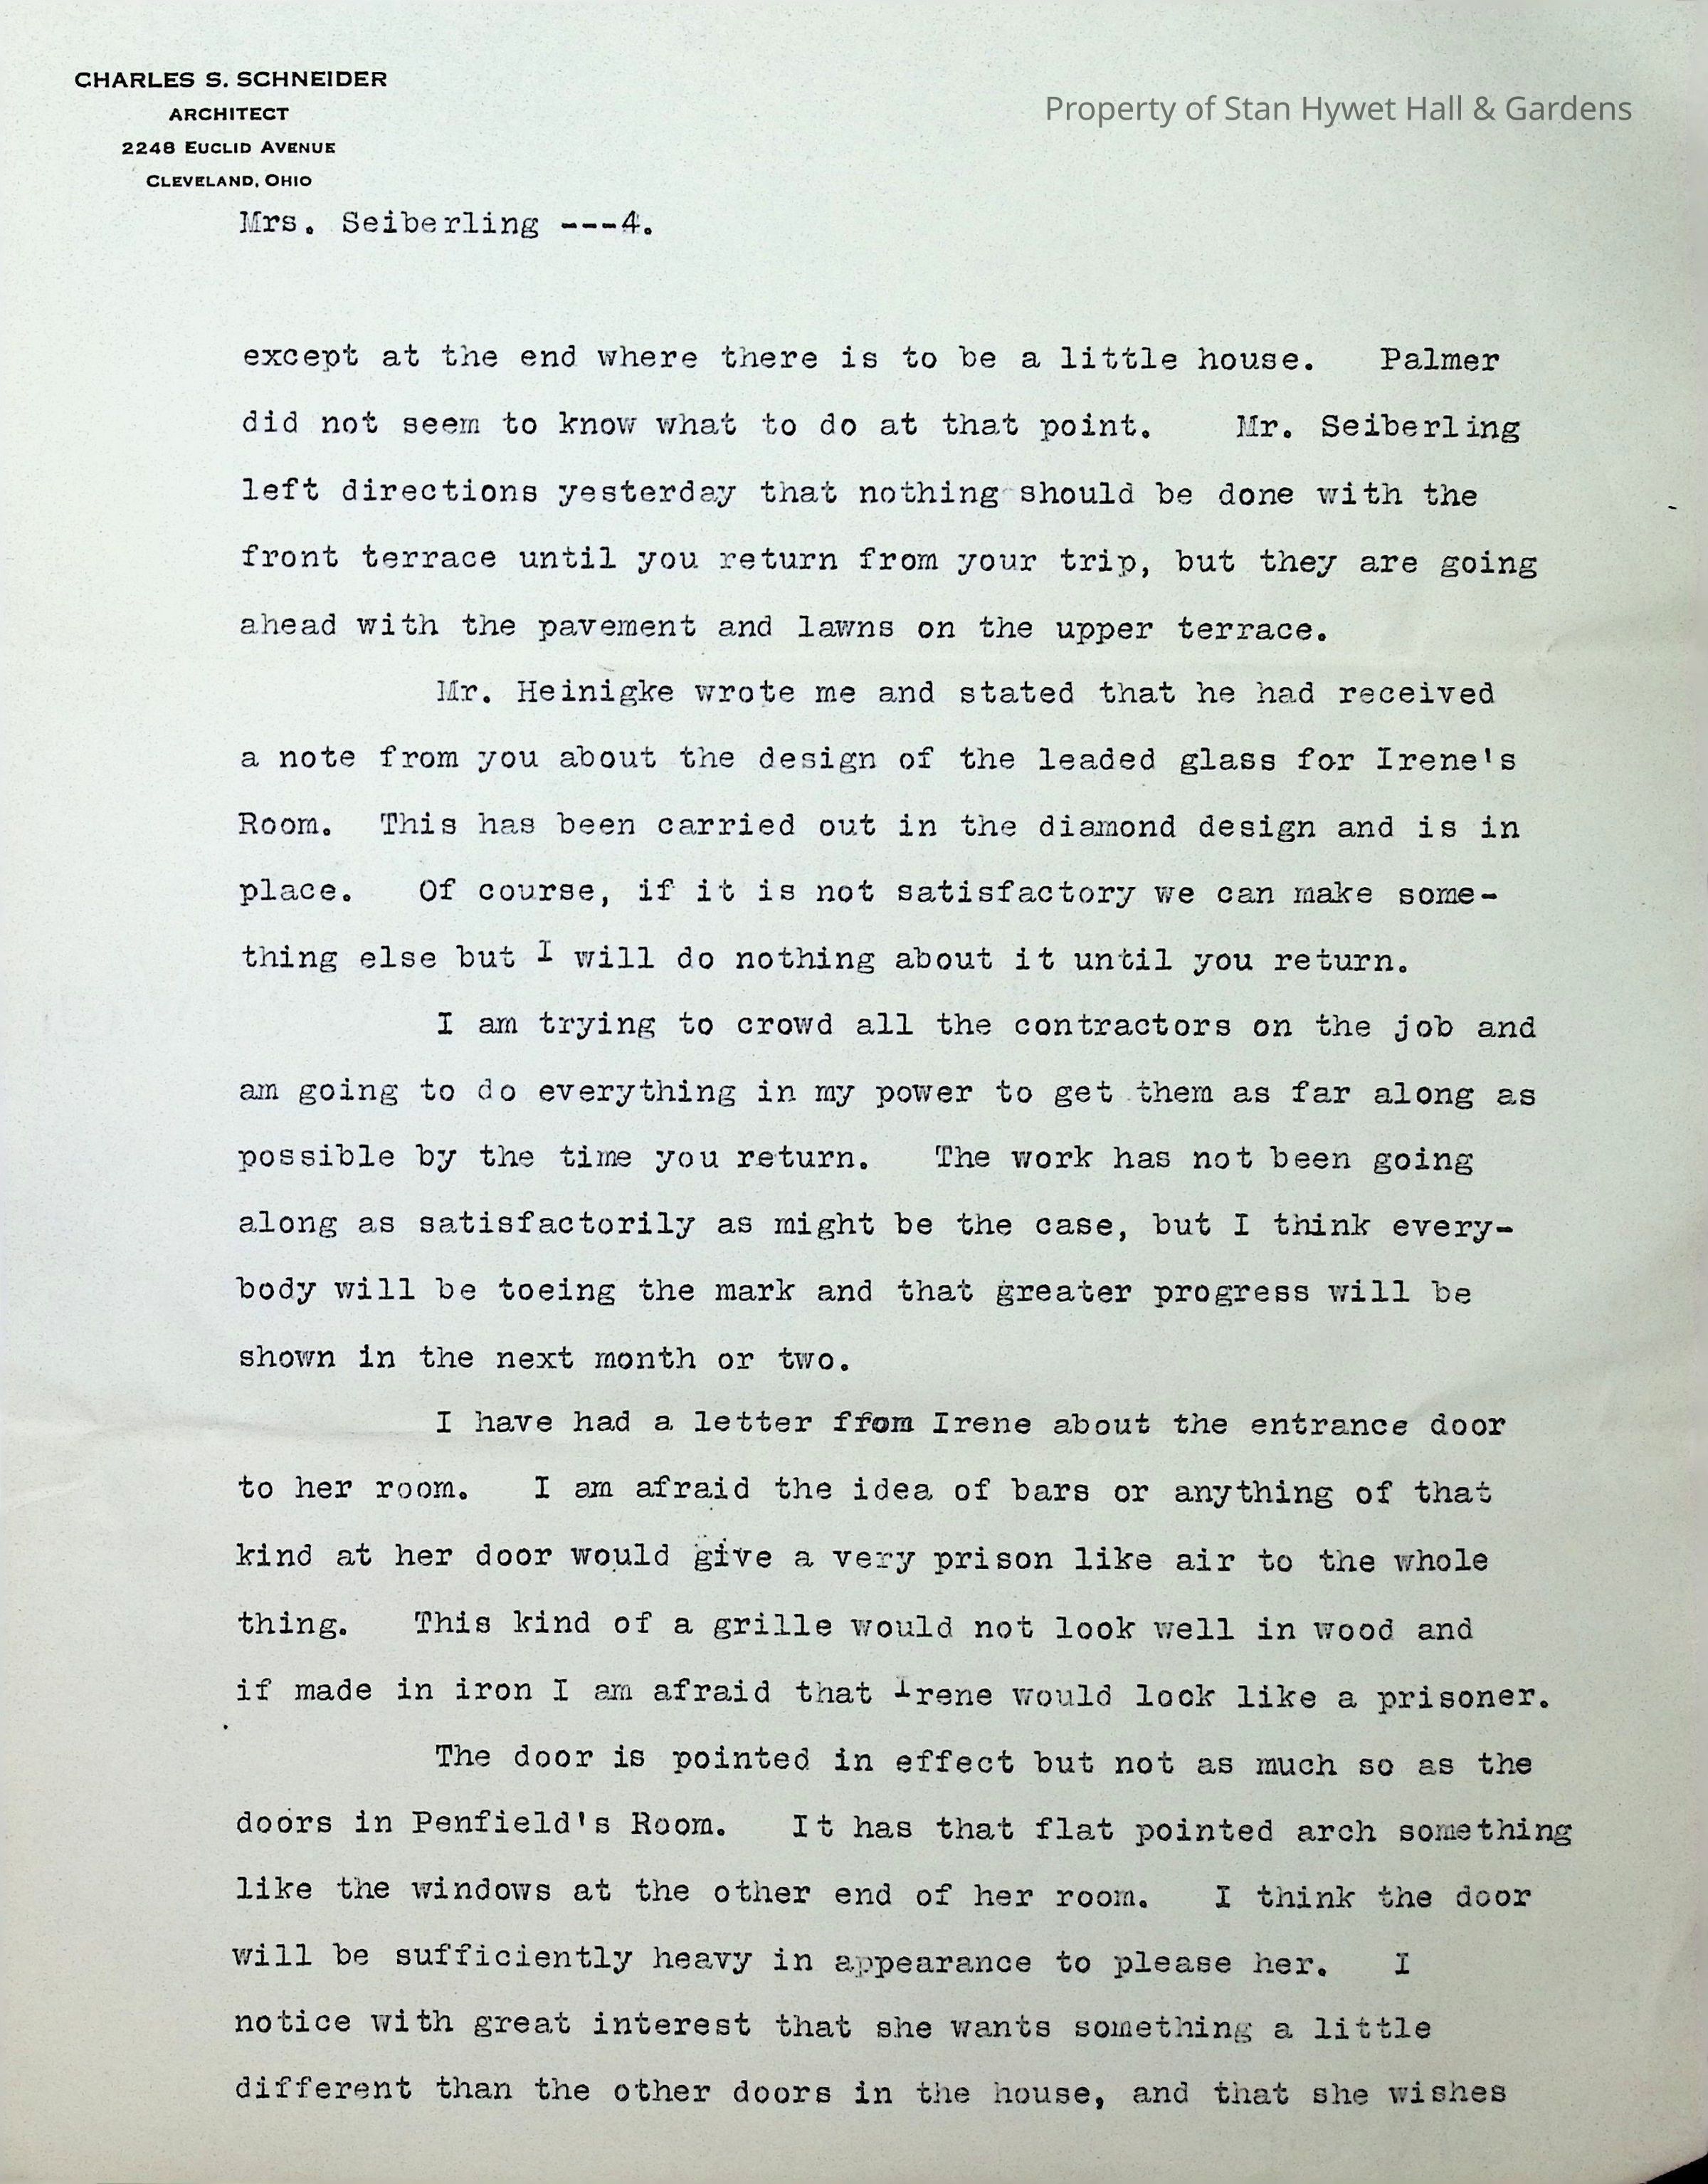 CHARLES S. SCHNEIDER
ARCHITECT
2248 EUCLID AVENUE
CLEVELAND, OHIO
Property of Stan Hywet Hall & Gardens
Mrs. Seiberling ---4.
except at the end where there is to be a little house. Palmer
did not seem to know what to do at that point. Mr. Seiberling
left directions yesterday that nothing should be done with the
front terrace until you return from your trip, but they are going
ahead with the pavement and lawns on the upper terrace.
Mr. Heinigke wrote me and stated that he had received
a note from you about the design of the leaded glass for Irene's
Room. This has been carried out in the diamond design and is in
place. Of course, if it is not satisfactory we can make some-
thing else but I will do nothing about it until you return.
I am trying to crowd all the contractors on the job and
am going to do everything in my power to get them as far along as
possible by the time you return. The work has not been going
along as satisfactorily as might be the case, but I think every-
body will be toeing the mark and that greater progress will be
shown in the next month or two.
I have had a letter from Irene about the entrance door
to her room. I am afraid the idea of bars or anything of that
kind at her door would give a very prison like air to the whole
thing. This kind of a grille would not look well in wood and
if made in iron I am afraid that Irene would look like a prisoner.
The door is pointed in effect but not as much so as the
doors in Penfield's Room. It has that flat pointed arch something
like the windows at the other end of her room. I think the door
will be sufficiently heavy in appearance to please her. I
notice with great interest that she wants something a little
different than the other doors in the house, and that she wishes